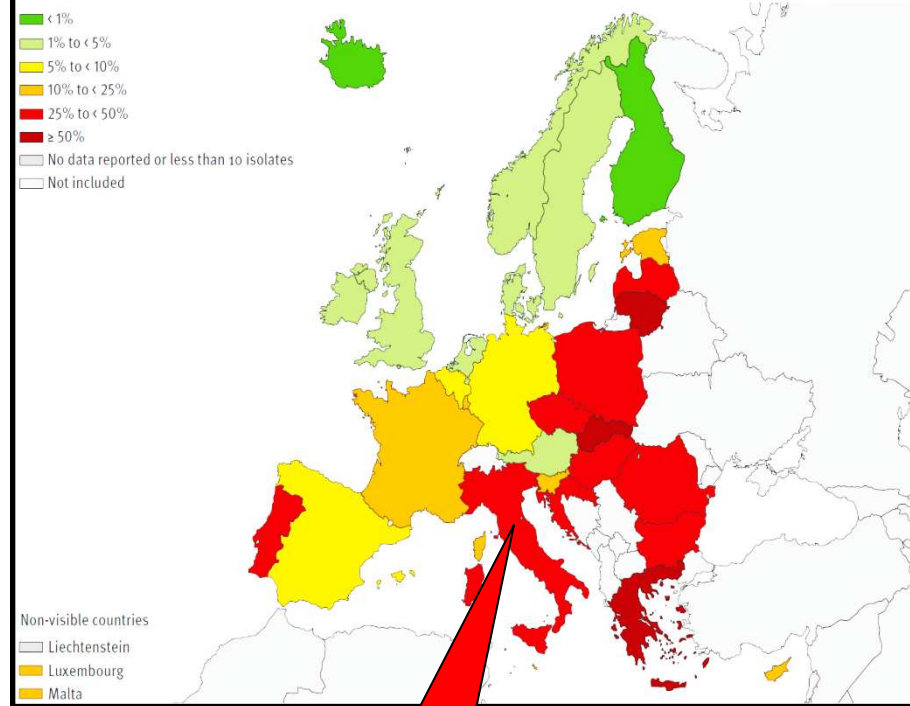 < 1%
1% to < 5%
5% to < 10%
10% to < 25%
25% to < 50%
≥ 50%
No data reported or less than 10 isolates
Not included
Non-visible countries
Liechtenstein
Luxembourg
Malta